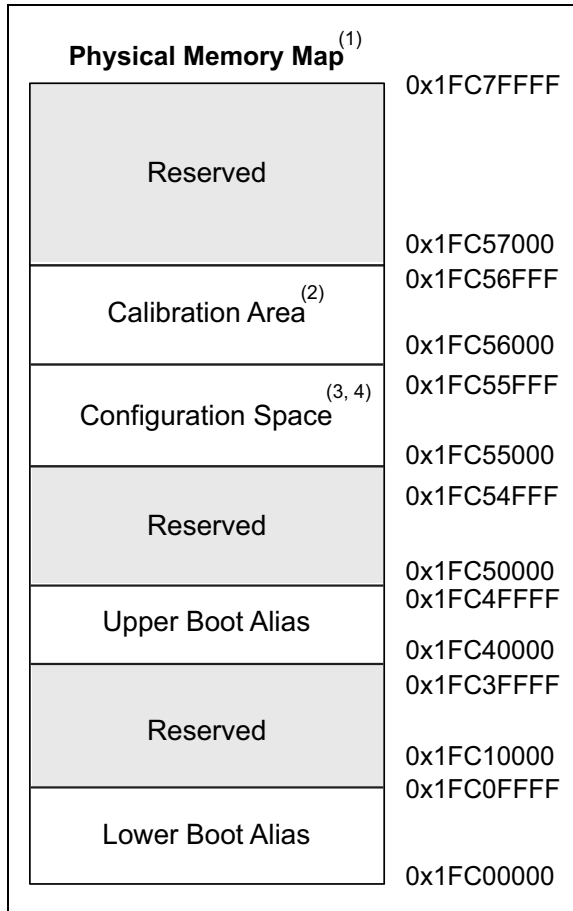 Physical Memory Map(1)
0x1FC7FFFF
Reserved
0x1FC57000
0x1FC56FFF
Calibration Area(2)
0x1FC56000
0x1FC55FFF
Configuration Space(3, 4)
0x1FC55000
0x1FC54FFF
Reserved
0x1FC50000
0x1FC4FFFF
Upper Boot Alias
0x1FC40000
0x1FC3FFFF
Reserved
0x1FC10000
0x1FC0FFFF
Lower Boot Alias
0x1FC00000